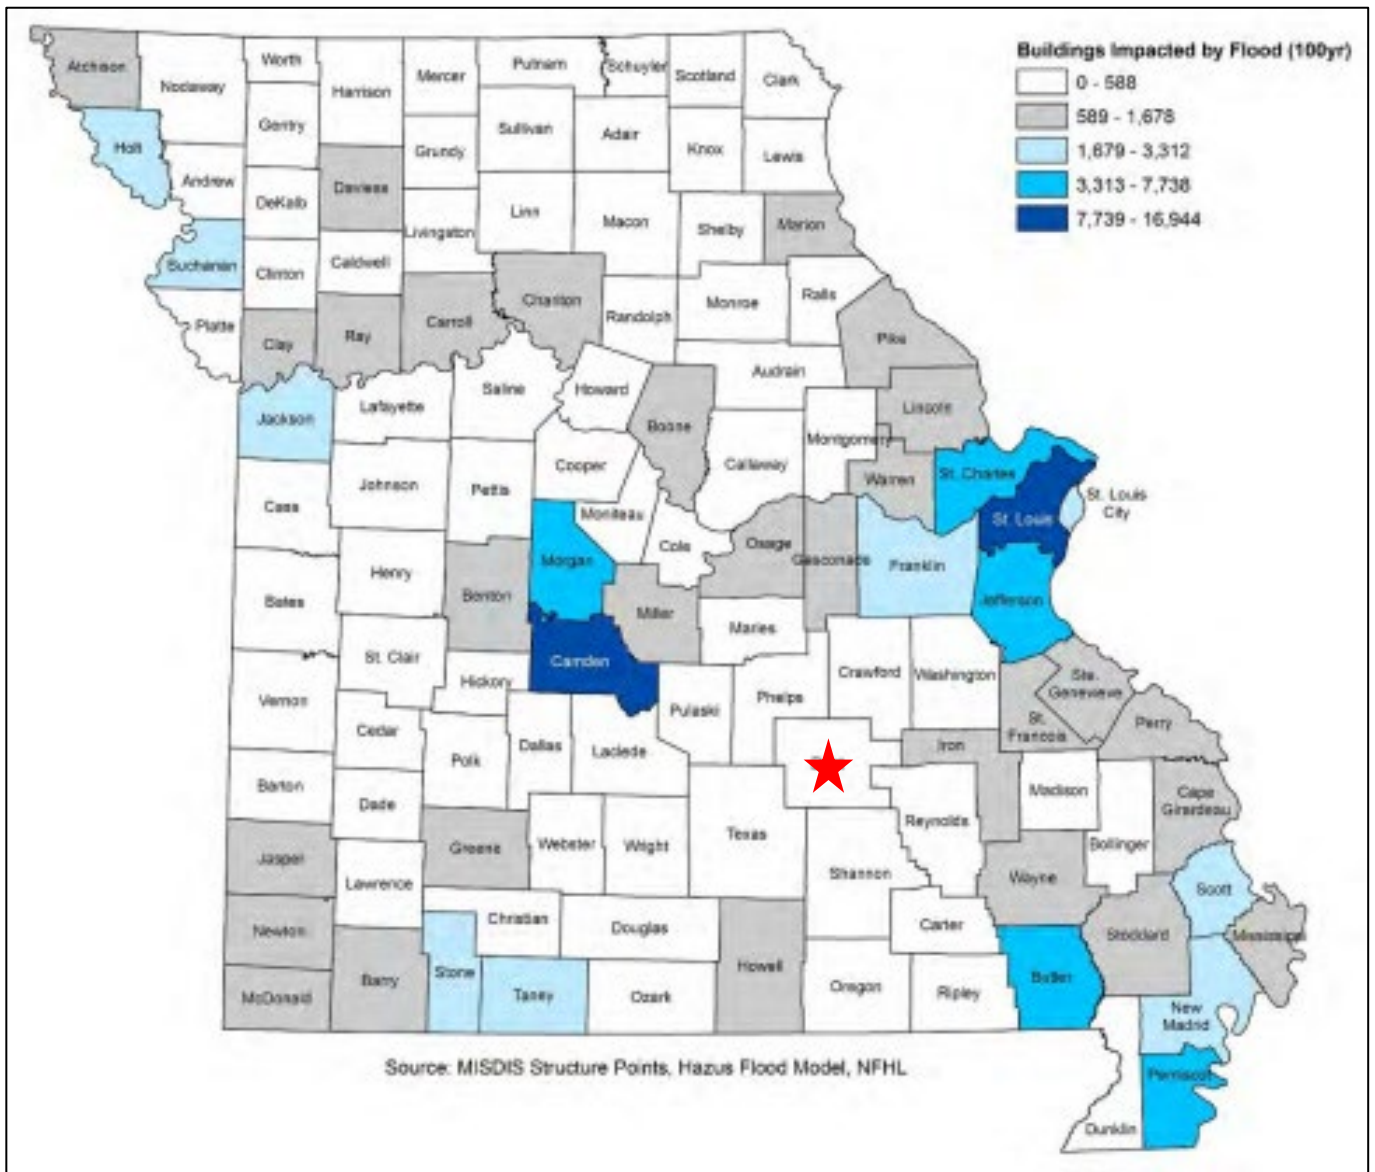 Buildings Impacted by Flood (100yr)
0 - 588
589 - 1,678
1,679 - 3,312
3,313 - 7,738
7,739 - 16,944
Atchison
Nodaway
Worth
Harrison
Mercer
Putnam
Schuyler
Scotland
Clark
Gentry
Sullivan
Adair
Knox
Lewis
Holt
Andrew
DeKalb
Daviess
Grundy
Linn
Macon
Shelby
Marion
Livingston
Buchanan
Clinton
Caldwell
Carroll
Chariton
Randolph
Monroe
Ralls
Platte
Clay
Ray
Pike
Audrain
Saline
Howard
Jackson
Lafayette
Boone
Lincoln
Montgomery
Callaway
Cooper
Warren
St. Charles
Johnson
Pettis
Cass
Moniteau
St. Louis
City
St. Louis
Cole
Osage
Gasconade
Franklin
Morgan
Henry
Benton
Bates
Miller
Maries
Jefferson
St. Clair
Camden
Hickory
Crawford
Washington
Ste.
Genevieve
Vernon
Pulaski
Phelps
St.
Francois
Perry
Cedar
Polk
Dallas
Laclede
Iron
Barton
Dade
Madison
Cape
Girardeau
Reynolds
Texas
Bollinger
Jasper
Greene
Webster
Wright
Lawrence
Shannon
Wayne
Scott
Christian
Douglas
Carter
Newton
Stoddard
Mississippi
Barry
Stone
Taney
Howell
Ozark
Oregon
Ripley
Butler
McDonald
New
Madrid
Pemiscot
Dunklin
Source: MISDIS Structure Points, Hazus Flood Model, NFHL